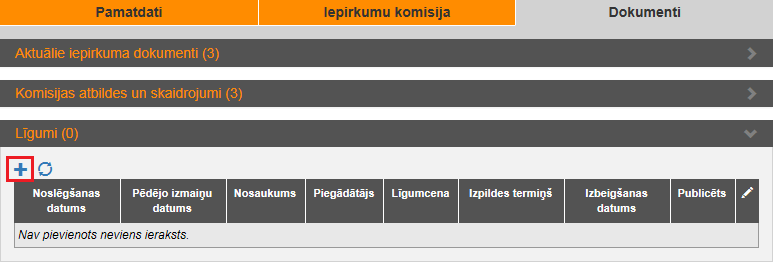 Pamatdati Iepirkumu komisija Dokumenti
Aktuālie iepirkuma dokumenti (3)
Komisijas atbildes un skaidrojumi (3)
Līgumi (0)
Noslēgšanas datums Pēdējo izmaiņu datums Nosaukums Piegādātājs Līgumcena Izpildes termiņš Izbeigšanas datums Publicēts
Nav pievienots neviens ieraksts.